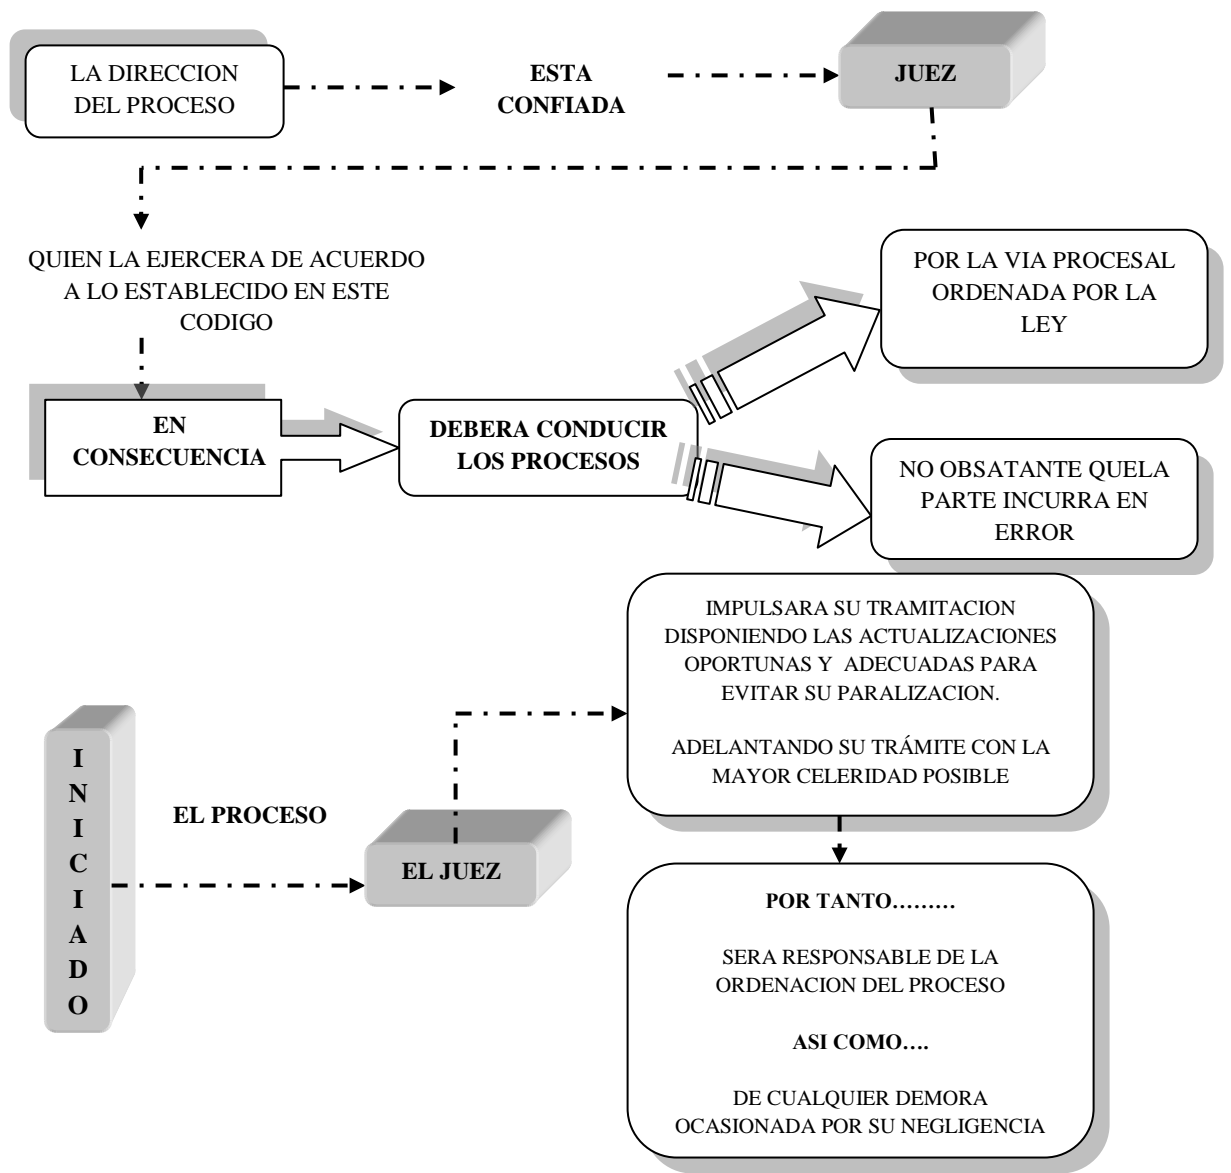 LA DIRECCION
DEL PROCESO
ESTA
CONFIADA
JUEZ
QUIEN LA EJERCERA DE ACUERDO
A LO ESTABLECIDO EN ESTE
CODIGO
EN
CONSECUENCIA
DEBERA CONDUCIR
LOS PROCESOS
POR LA VIA PROCESAL
ORDENADA POR LA
LEY
NO OBSATANTE QUELA
PARTE INCURRA EN
ERROR
INICIADO
EL PROCESO
EL JUEZ
IMPULSARA SU TRAMITACION
DISPONIENDO LAS ACTUALIZACIONES
OPORTUNAS Y ADECUADAS PARA
EVITAR SU PARALIZACION.
ADELANTANDO SU TRÁMITE CON LA
MAYOR CELERIDAD POSIBLE
POR TANTO………
SERA RESPONSABLE DE LA
ORDENACION DEL PROCESO
ASI COMO….
DE CUALQUIER DEMORA
OCASIONADA POR SU NEGLIGENCIA